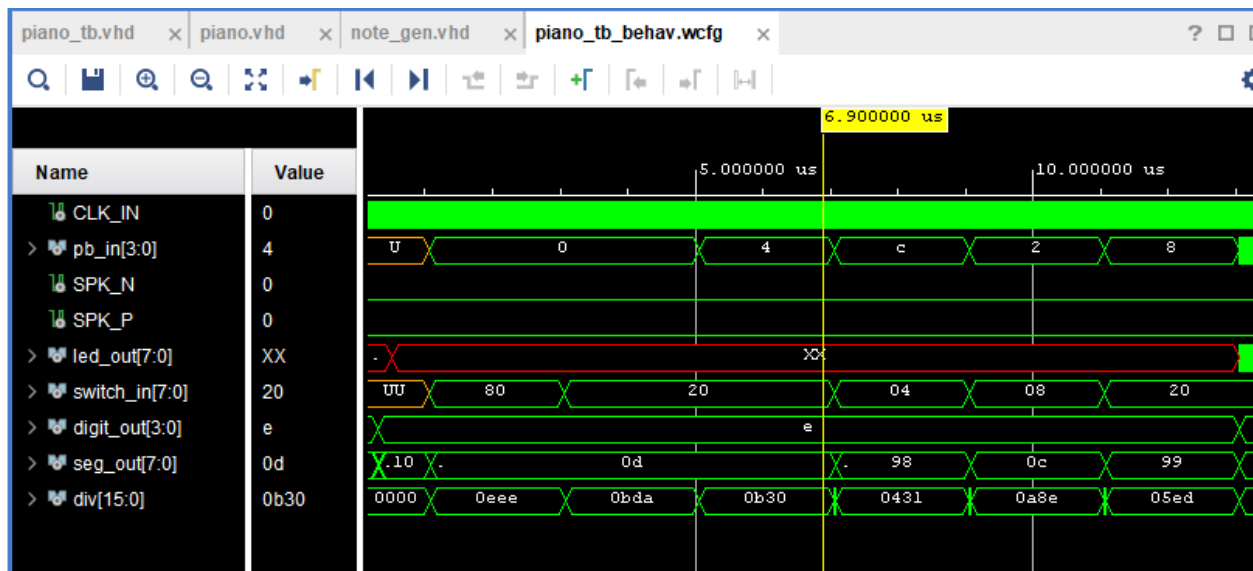 piano_tb.vhd × piano.vhd × note_gen.vhd × piano_tb_behav.wcfg × ?
6.900000 us
Name Value 5.000000 us 10.000000 us
CLK_IN 0
pb_in[3:0] 4 U 0 4 c 2 8
SPK_N 0
SPK_P 0
led_out[7:0] XX . XX
switch_in[7:0] 20 UU 80 20 04 08 20
digit_out[3:0] e e
seg_out[7:0] 0d .10 . 0d . 98 0c 99
div[15:0] 0b30 0000 0eee 0bda 0b30 0431 0a8e 05ed